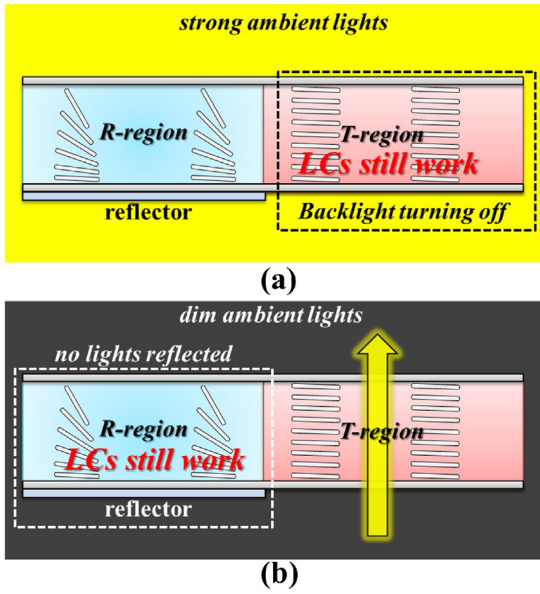 strong ambient lights
R-region
T-region
LCs still work
reflector
Backlight turning off
(a)
dim ambient lights
no lights reflected
R-region
T-region
LCs still work
reflector
(b)